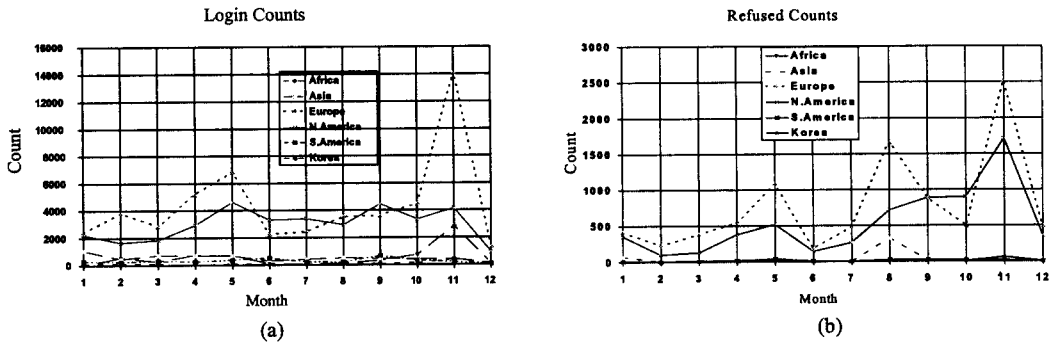 Login Counts
16000
14000
12000
10000
8000
6000
4000
2000
0
Count
Africa
Asia
Europe
N.America
S.America
Korea
1 2 3 4 5 6 7 8 9 10 11 12
Month
(a)
Refused Counts
3000
2500
2000
1500
1000
500
0
Count
Africa
Asia
Europe
N.America
S.America
Korea
1 2 3 4 5 6 7 8 9 10 11 12
Month
(b)